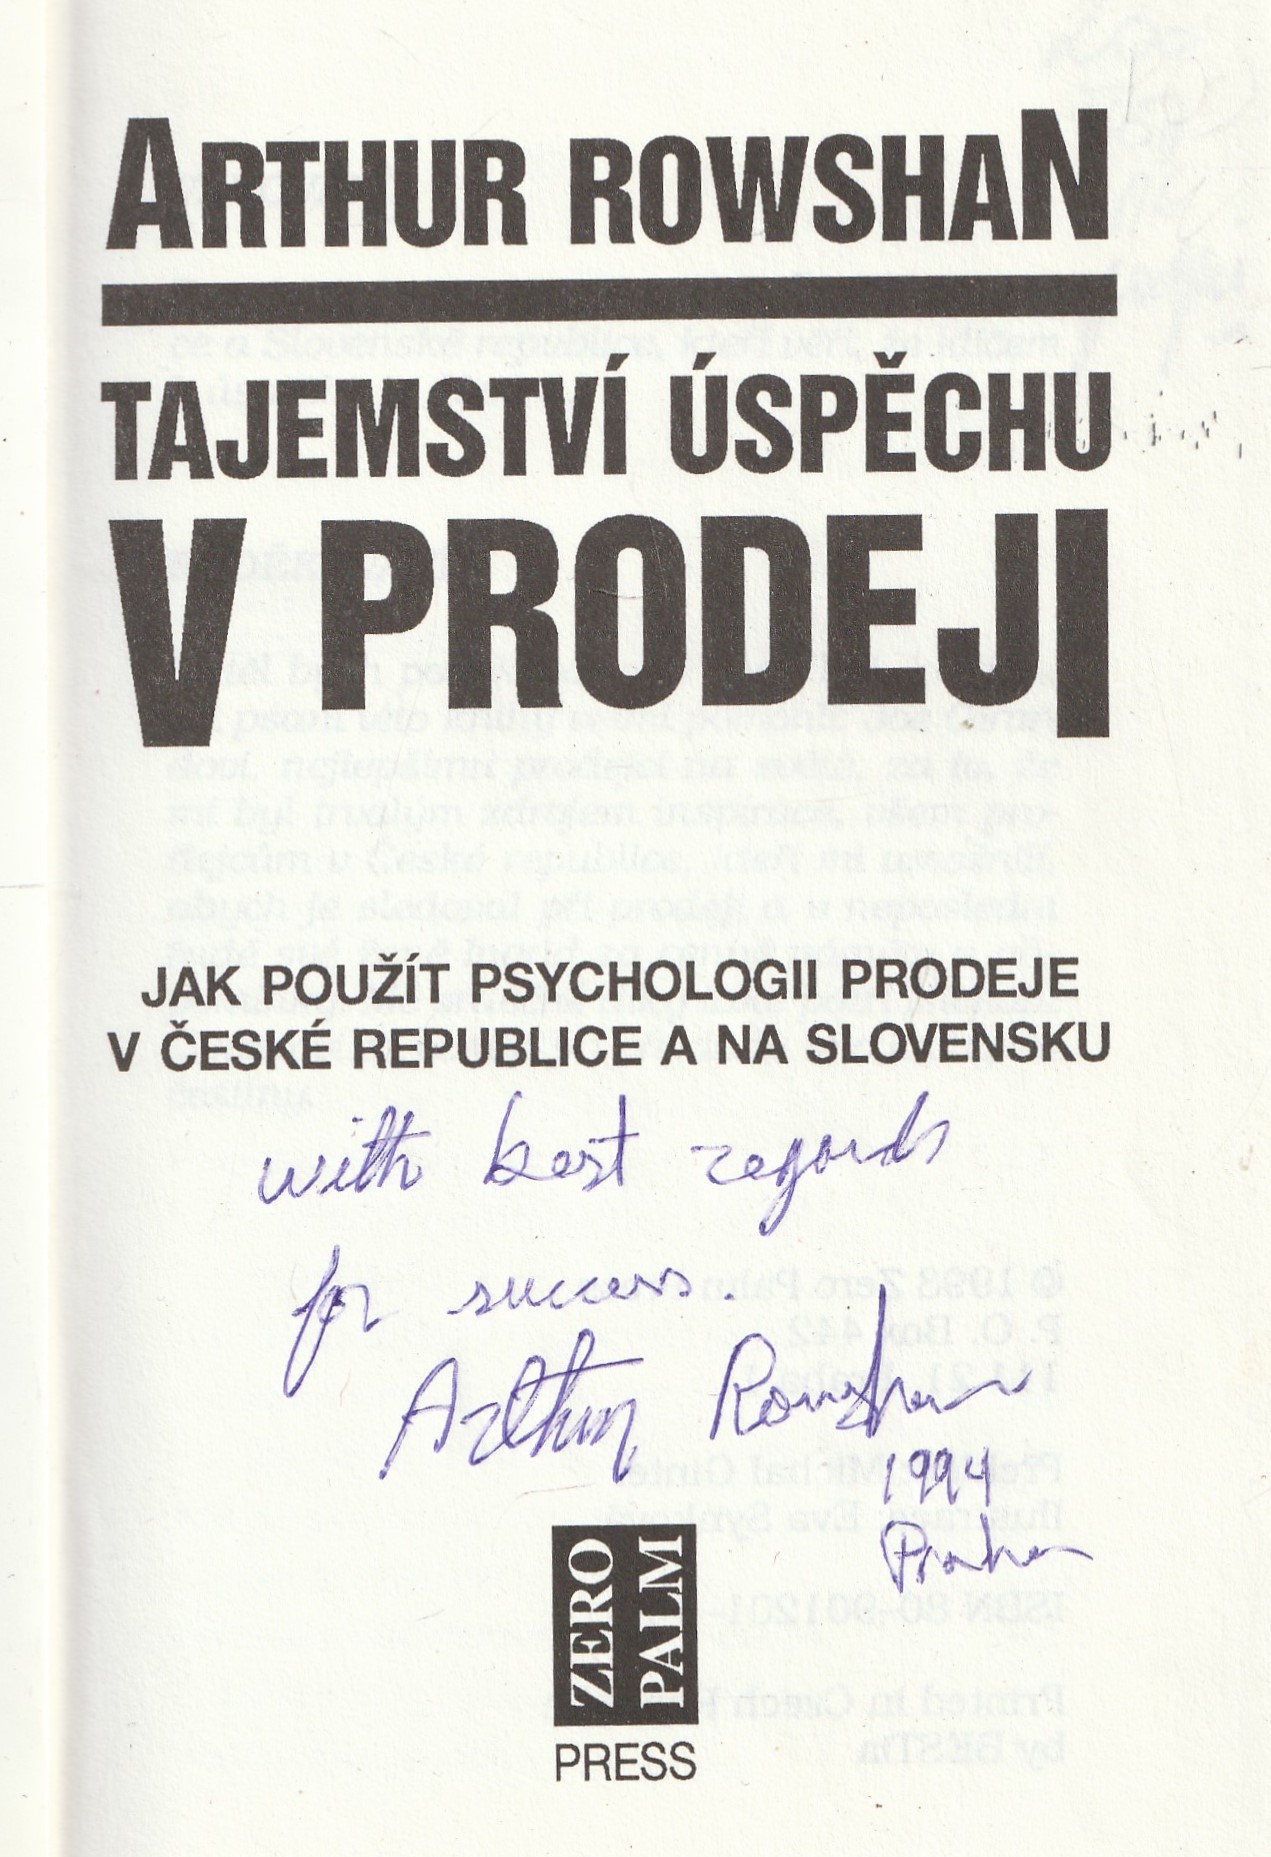 ARTHUR ROWSHAN
TAJEMSTVÍ ÚSPĚCHU
V PRODEJI
JAK POUŽÍT PSYCHOLOGII PRODEJE
V ČESKÉ REPUBLICE A NA SLOVENSKU
with best regards
for success.
Arthur Rowshan
1994
Praha
ZERO
PALM
PRESS